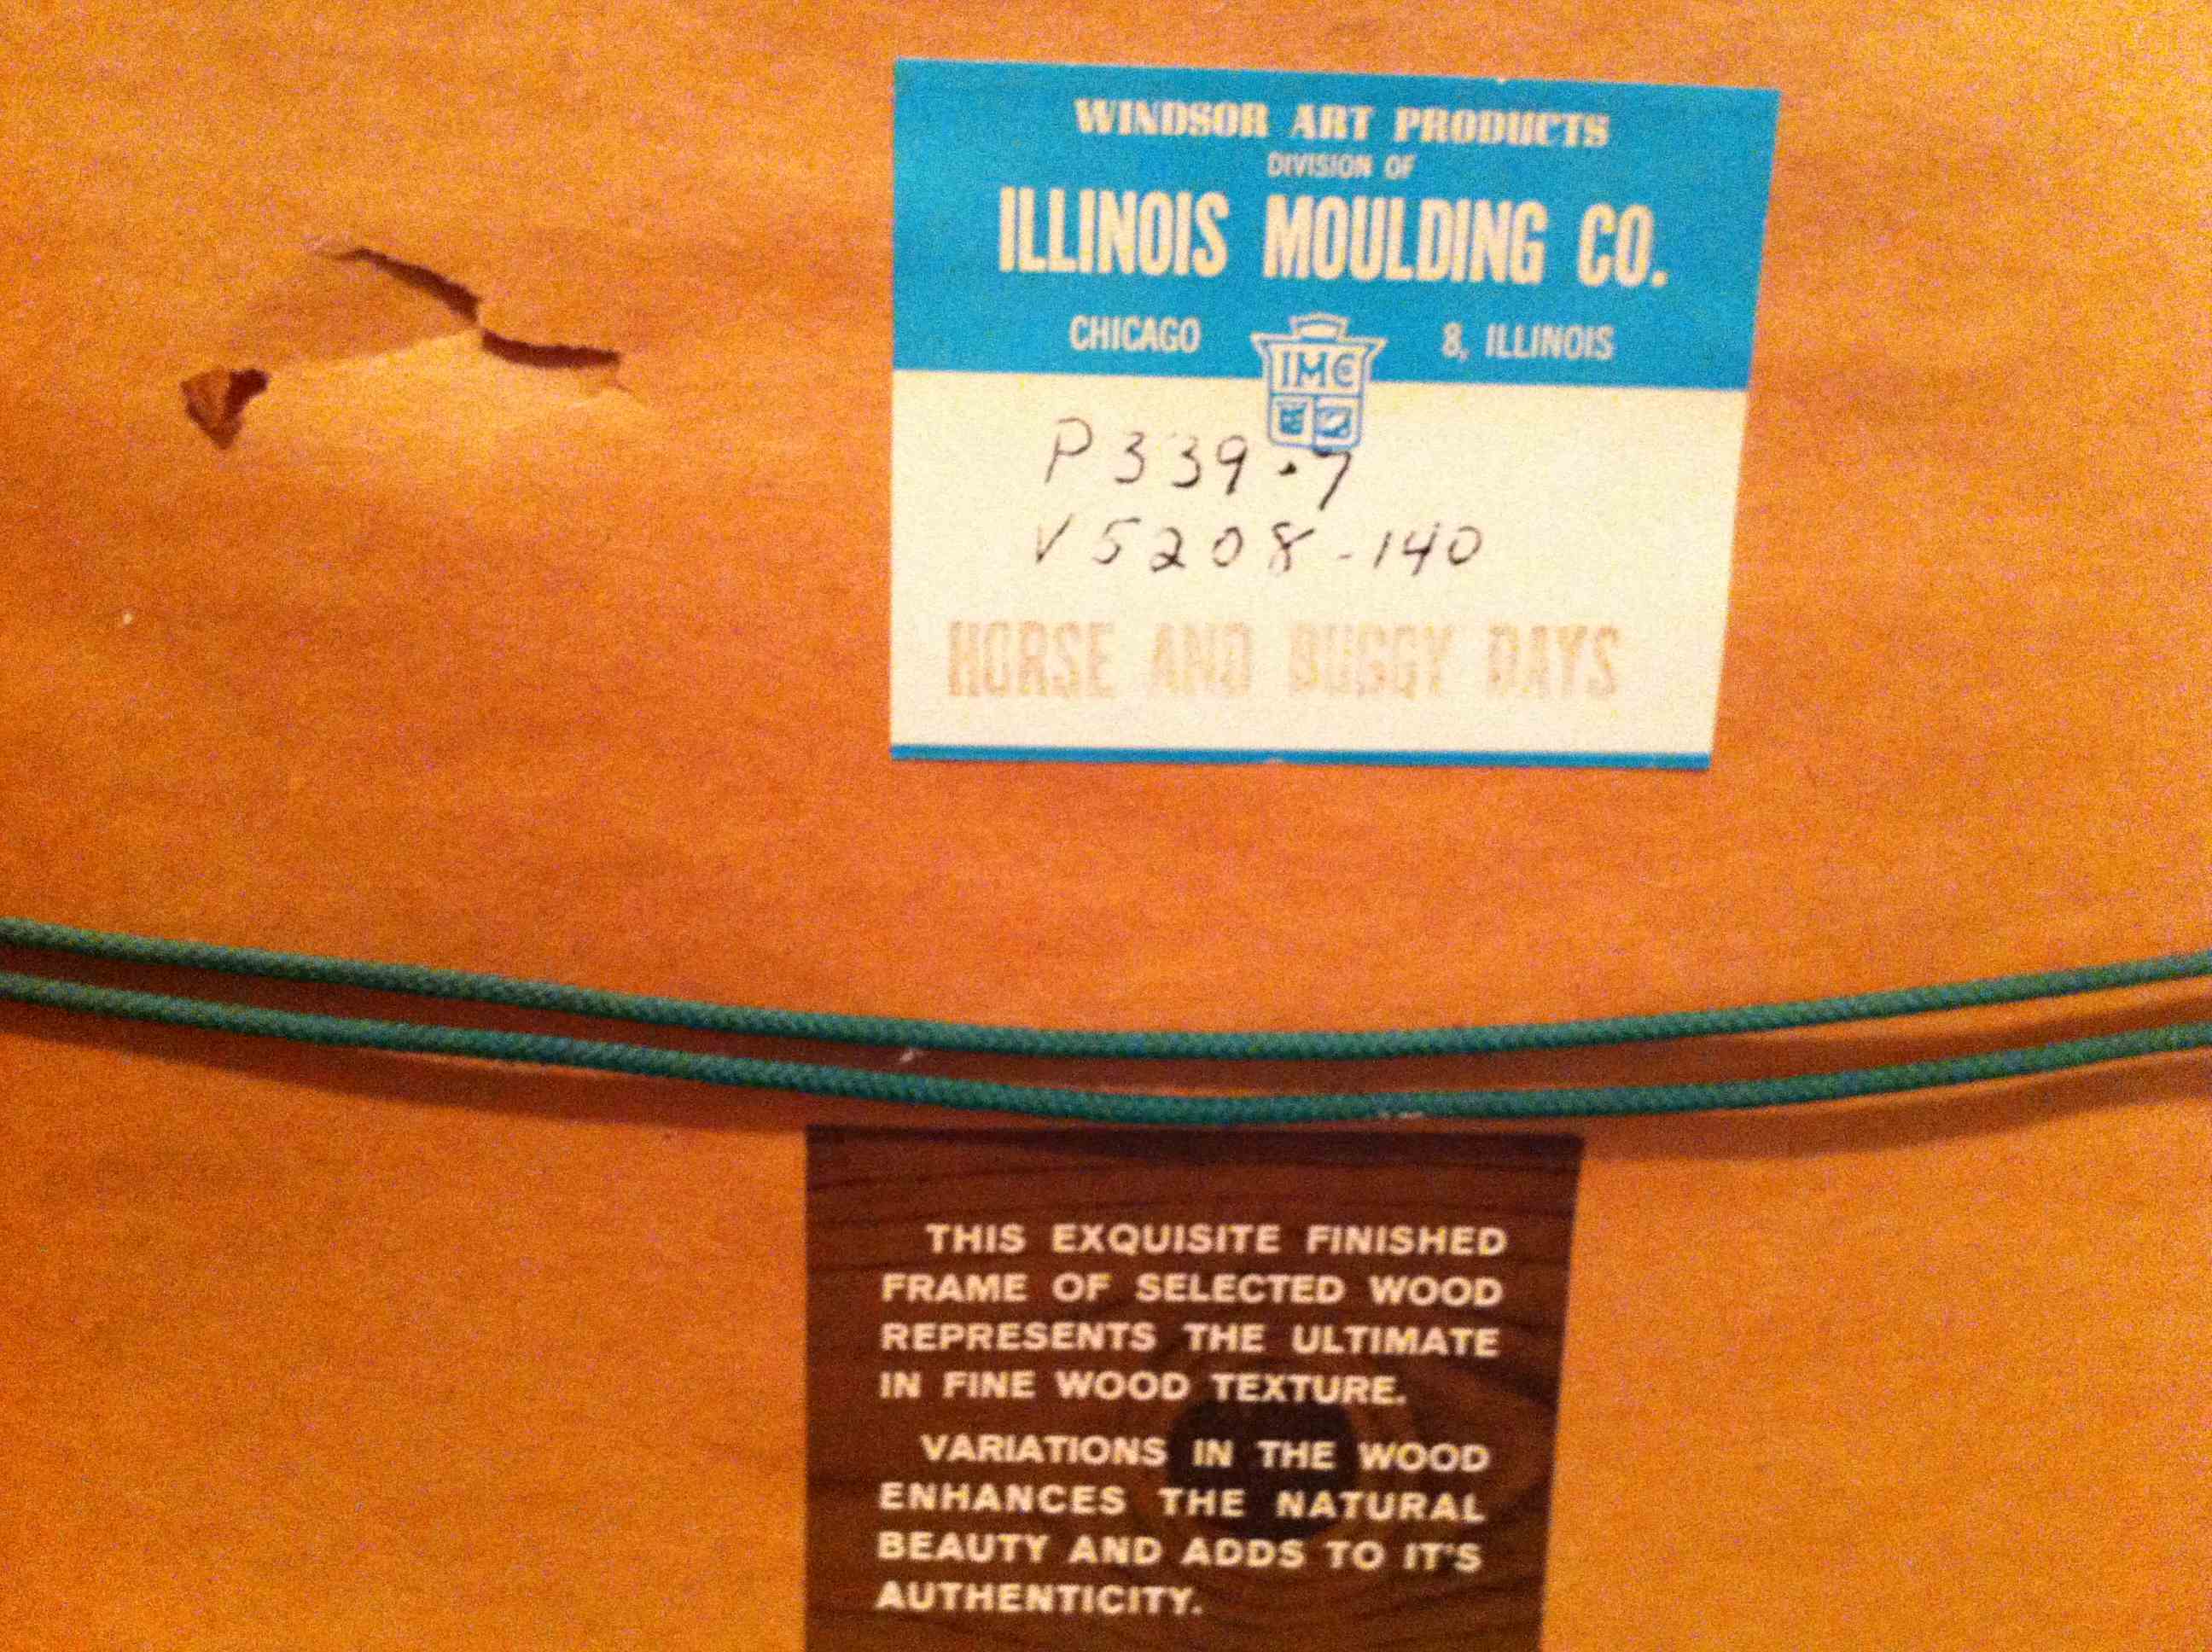 WINDSOR ART PRODUCTS
DIVISION OF
ILLINOIS MOULDING CO.
CHICAGO 8, ILLINOIS
IMC
P339.7
V5208-140
HORSE AND BUGGY DAYS
THIS EXQUISITE FINISHED
FRAME OF SELECTED WOOD
REPRESENTS THE ULTIMATE
IN FINE WOOD TEXTURE.
VARIATIONS IN THE WOOD
ENHANCES THE NATURAL
BEAUTY AND ADDS TO IT'S
AUTHENTICITY.